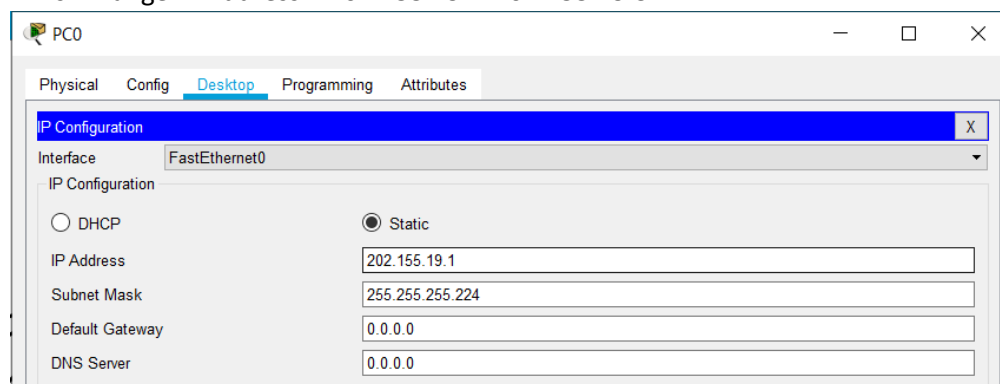 PC0
Physical Config Desktop Programming Attributes
IP Configuration X
Interface FastEthernet0
IP Configuration
DHCP Static
IP Address 202.155.19.1
Subnet Mask 255.255.255.224
Default Gateway 0.0.0.0
DNS Server 0.0.0.0